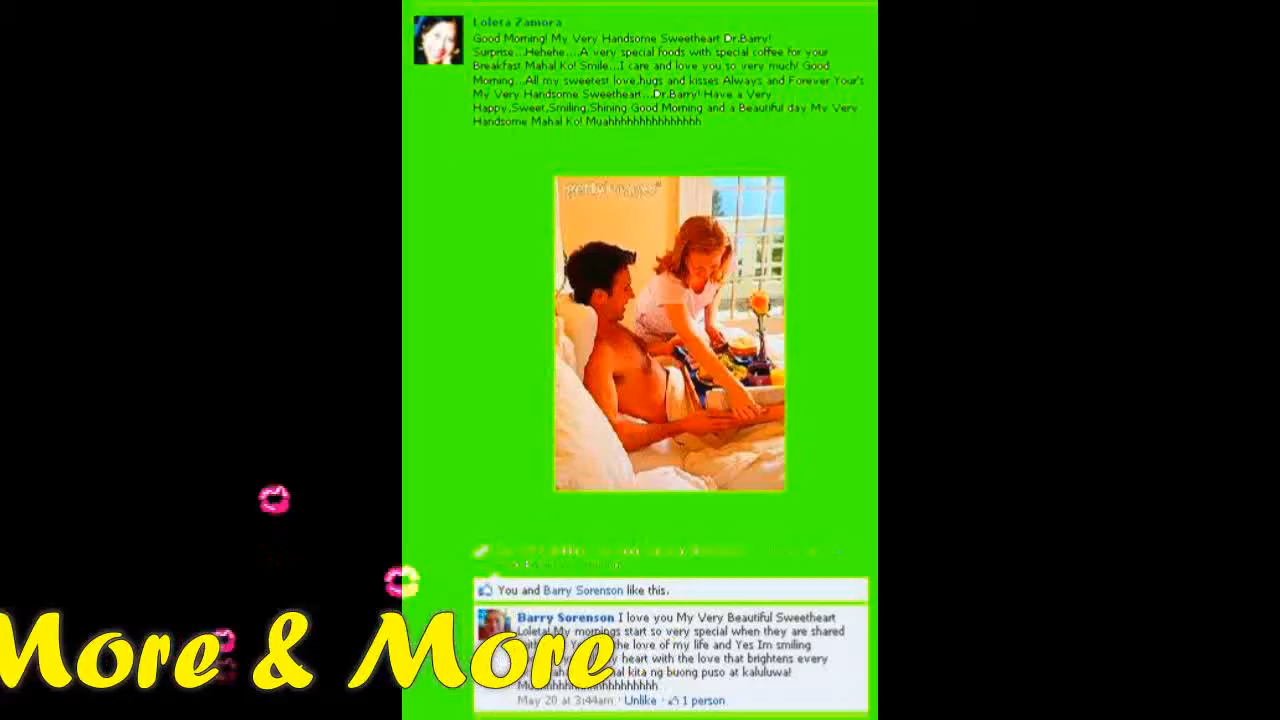 Loleta Zamora
Good Morning! My Very Handsome Sweetheart Dr.Barry!
Surprise...Hehehe....A very special foods with special coffee for your
Breakfast Mahal Ko! Smile...I care and love you so very much! Good
Morning...All my sweetest love,hugs and kisses Always and Forever Your's
My Very Handsome Sweetheart...Dr.Barry! Have a Very
Happy,Sweet,Smiling,Shining Good Morning and a Beautiful day My Very
Handsome Mahal Ko! Muahhhhhhhhhhhhhhh
You and Barry Sorenson like this.
Barry Sorenson I love you My Very Beautiful Sweetheart
Loleta! My mornings start so very special when they are shared
the love of my life and Yes Im smiling
heart with the love that brightens every
kita ng buong puso at kaluluwa!
May 20 at 3:44am · Unlike · 1 person
More & More